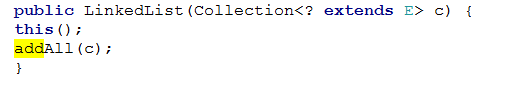 public LinkedList(Collection<? extends E> c) {
this();
addAll(c);
}